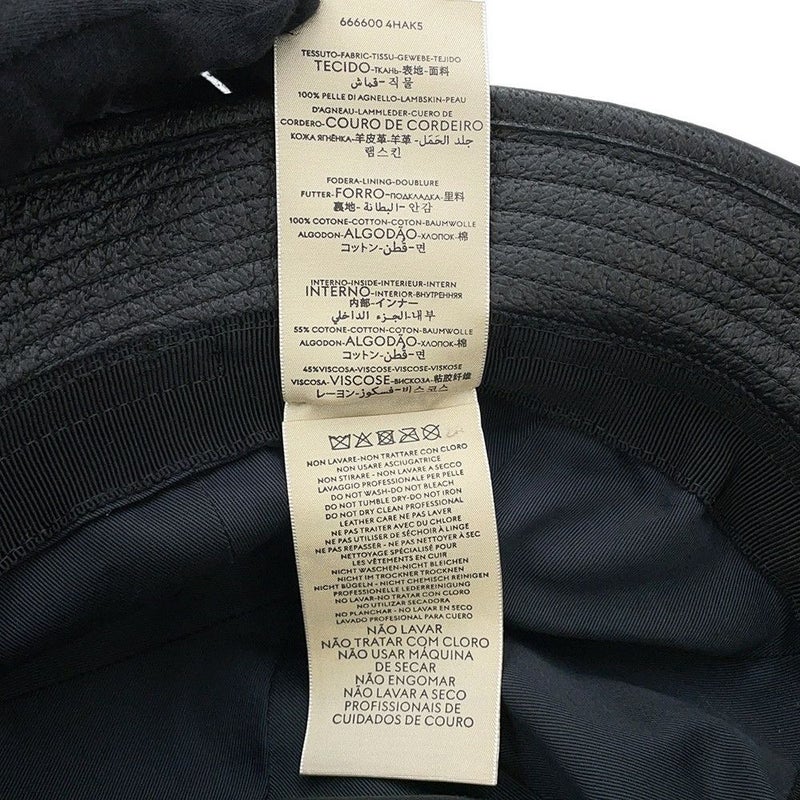 666600 4HAK5
TESSUTO-FABRIC-TISSU-GEWEBE-TEJIDO
TECIDO-ТКАНЬ-表地-面料
قماش-직물
100% PELLE DI AGNELLO-LAMBSKIN-PEAU
D'AGNEAU-LAMMLEDER-CUERO DE
CORDERO-COURO DE CORDEIRO
КОЖА ЯГНЁНКА-羊皮革-羊革-جلد الحَمَل
램스킨
FODERA-LINING-DOUBLURE
FUTTER-FORRO-ПОДКЛАДКА-里料
裏地-البطانة-안감
100% COTONE-COTTON-COTON-BAUMWOLLE
ALGODON-ALGODÃO-ХЛОПОК-棉
コットン-قطن-면
INTERNO-INSIDE-INTERIEUR-INTERN
INTERNO-INTERIOR-ВНУТРЕННЯЯ
内部-インナー
الجزء الداخلي-내부
55% COTONE-COTTON-COTON-BAUMWOLLE
ALGODON-ALGODÃO-ХЛОПОК-棉
コットン-قطن-면
45%VISCOSA-VISCOSE-VISCOSE-VISKOSE
VISCOSA-VISCOSE-ВИСКОЗА-粘胶纤维
レーヨン-فسكوز-비스코스
NON LAVARE-NON TRATTARE CON CLORO
NON USARE ASCIUGATRICE
NON STIRARE - NON LAVARE A SECCO
LAVAGGIO PROFESSIONALE PER PELLE
DO NOT WASH-DO NOT BLEACH
DO NOT TUMBLE DRY-DO NOT IRON
DO NOT DRY CLEAN PROFESSIONAL
LEATHER CARE NE PAS LAVER
NE PAS TRAITER AVEC DU CHLORE
NE PAS UTILISER DE SÉCHOIR À LINGE
NE PAS REPASSER - NE PAS NETTOYER À SEC
NETTOYAGE SPÉCIALISÉ POUR
LES VÊTEMENTS EN CUIR
NICHT WASCHEN-NICHT BLEICHEN
NICHT IM TROCKNER TROCKNEN
NICHT BÜGELN - NICHT CHEMISCH REINIGEN
PROFESSIONELLE LEDERREINIGUNG
NO LAVAR-NO TRATAR CON CLORO
NO UTILIZAR SECADORA
NO PLANCHAR - NO LAVAR EN SECO
LAVADO PROFESIONAL PARA CUERO
NÃO LAVAR
NÃO TRATAR COM CLORO
NÃO USAR MÁQUINA
DE SECAR
NÃO ENGOMAR
NÃO LAVAR A SECO
PROFISSIONAIS DE
CUIDADOS DE COURO